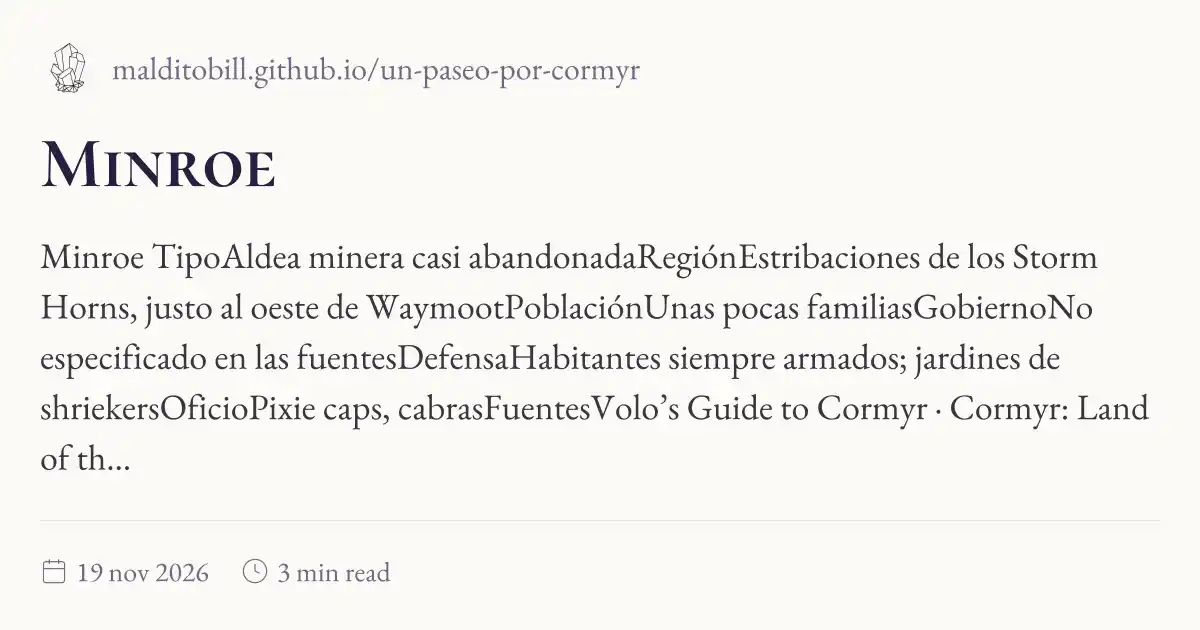 malditobill.github.io/un-paseo-por-cormyr
Minroe
Minroe TipoAldea minera casi abandonadaRegiónEstribaciones de los Storm
Horns, justo al oeste de WaymootPoblaciónUnas pocas familiasGobiernoNo
especificado en las fuentesDefensaHabitantes siempre armados; jardines de
shriekersOficioPixie caps, cabrasFuentesVolo’s Guide to Cormyr · Cormyr: Land
of th...
19 nov 2026 3 min read